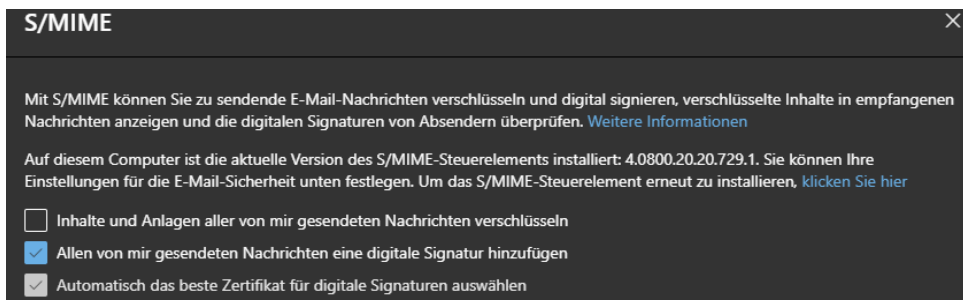 S/MIME
Mit S/MIME können Sie zu sendende E-Mail-Nachrichten verschlüsseln und digital signieren, verschlüsselte Inhalte in empfangenen
Nachrichten anzeigen und die digitalen Signaturen von Absendern überprüfen. Weitere Informationen
Auf diesem Computer ist die aktuelle Version des S/MIME-Steuerelements installiert: 4.0800.20.20.729.1. Sie können Ihre
Einstellungen für die E-Mail-Sicherheit unten festlegen. Um das S/MIME-Steuerelement erneut zu installieren, klicken Sie hier
Inhalte und Anlagen aller von mir gesendeten Nachrichten verschlüsseln
Allen von mir gesendeten Nachrichten eine digitale Signatur hinzufügen
Automatisch das beste Zertifikat für digitale Signaturen auswählen